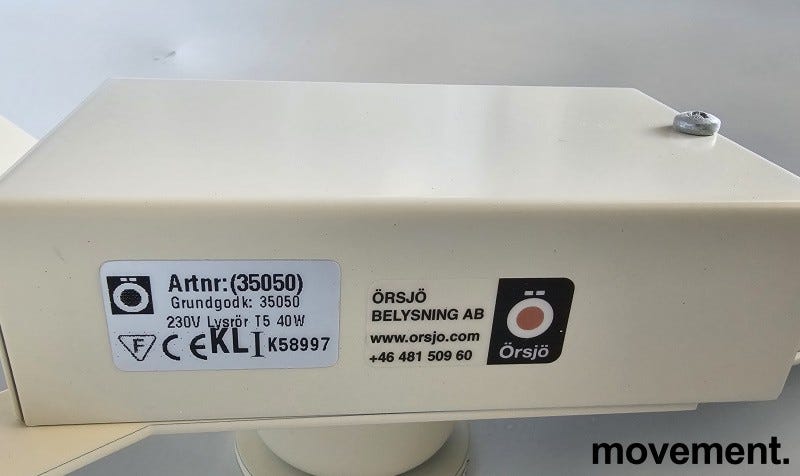 Artnr: (35050)
Grundgodk: 35050
230V Lysrör T5 40W
F CE KL I K58997
ÖRSJÖ
BELYSNING AB
www.orsjo.com
+46 481 509 60
Örsjö
movement.